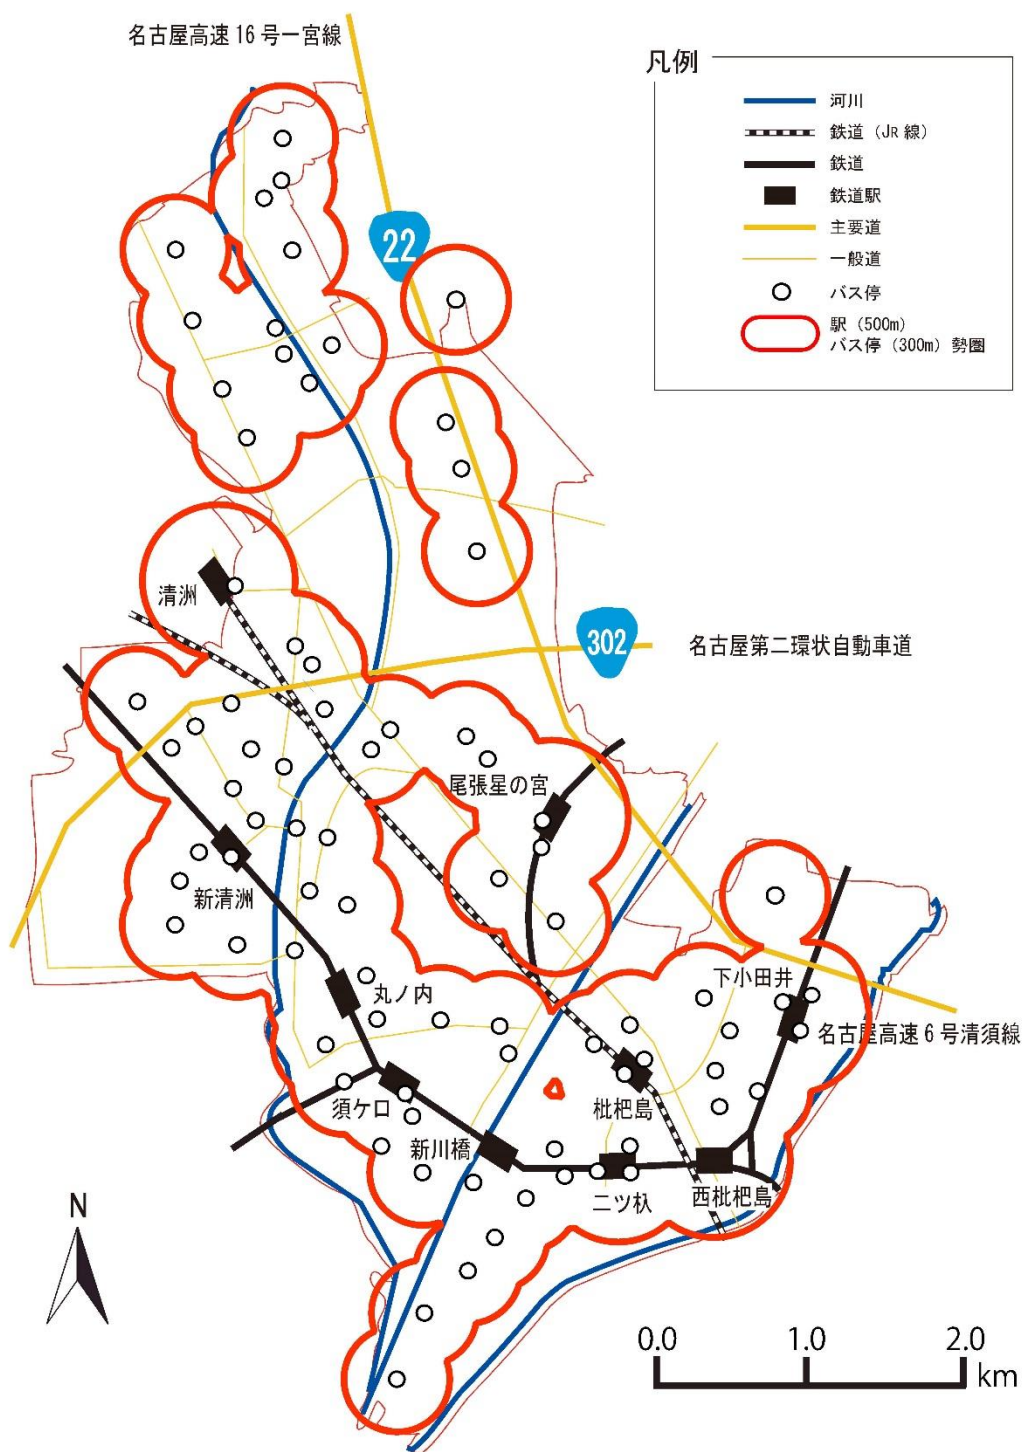 名古屋高速16号一宮線
凡例
河川
鉄道（JR線）
鉄道
鉄道駅
主要道
一般道
バス停
駅（500m）
バス停（300m）勢圏
22
清洲
302
名古屋第二環状自動車道
尾張星の宮
新清洲
丸ノ内
下小田井
名古屋高速6号清須線
須ケ口
枇杷島
新川橋
二ツ杁
西枇杷島
N
0.0 1.0 2.0
km